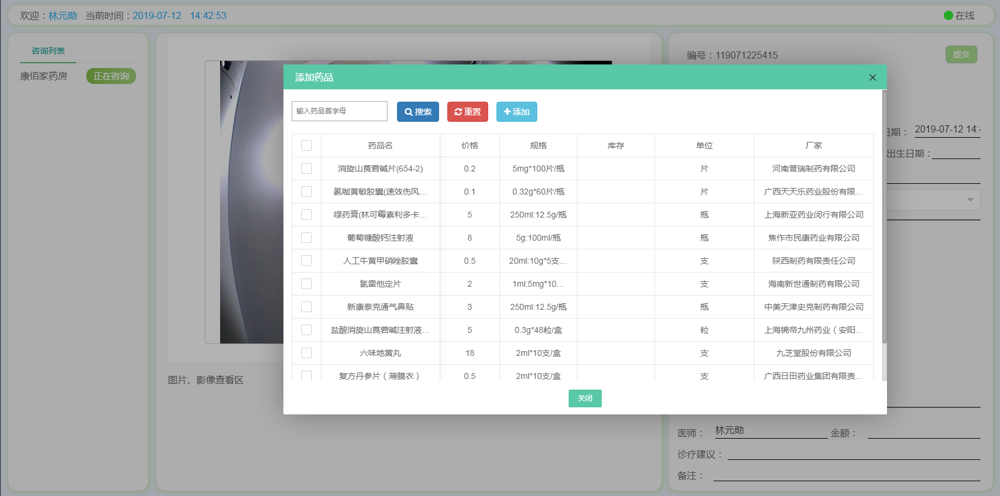 欢迎：林元勋 当前时间：2019-07-12 14:42:53
在线
咨询列表
康佰家药房 正在咨询
图片、影像查看区
编号：119071225415
提交
日期： 2019-07-12 14:
出生日期：
添加药品
输入药品首字母 搜索 重置 添加
药品名 价格 规格 库存 单位 厂家
消旋山莨菪碱片(654-2) 0.2 5mg*100片/瓶 片 河南普瑞制药有限公司
氨咖黄敏胶囊(速效伤风... 0.1 0.32g*60片/瓶 片 广西天天乐药业股份有限...
绿药膏(林可霉素利多卡... 5 250ml:12.5g/瓶 瓶 上海新亚药业闵行有限公司
葡萄糖酸钙注射液 8 5g:100ml/瓶 瓶 焦作市民康药业有限公司
人工牛黄甲硝唑胶囊 0.5 20ml:10g*5支... 支 陕西制药有限责任公司
氯雷他定片 2 1ml:5mg*10... 支 海南新世通制药有限公司
新康泰克通气鼻贴 3 250ml:12.5g/瓶 瓶 中美天津史克制药有限公司
盐酸消旋山莨菪碱注射液... 5 0.3g*48粒/盒 粒 上海锦帝九州药业（安阳...
六味地黄丸 18 2ml*10支/盒 支 九芝堂股份有限公司
复方丹参片（薄膜衣） 0.5 2ml*10支/盒 支 广西日田药业集团有限责...
关闭
医师： 林元勋 金额：
诊疗建议：
备注：